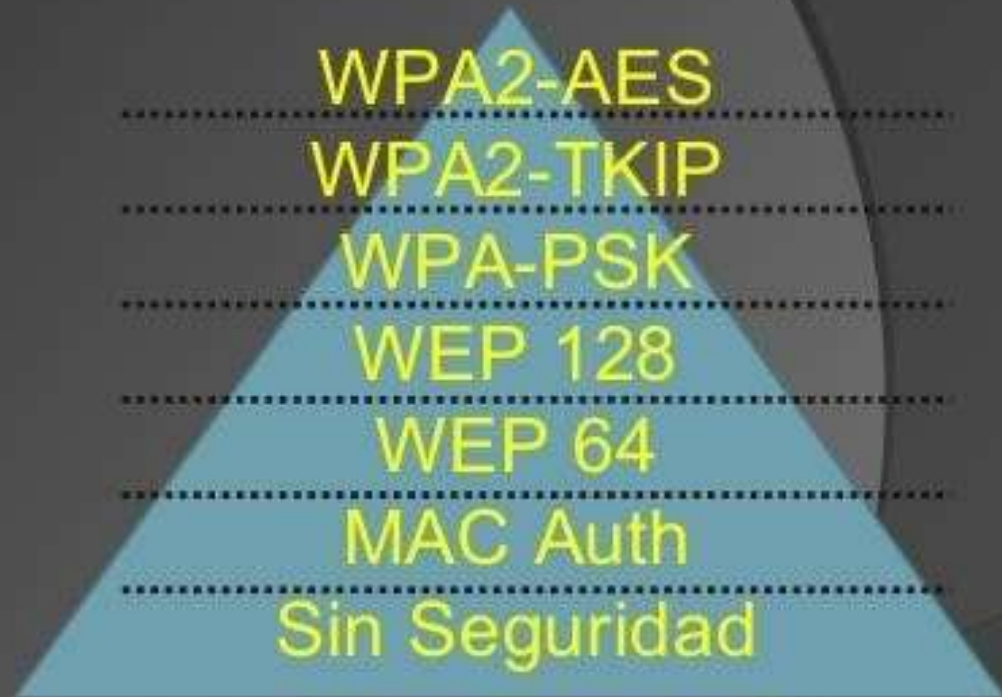 WPA2-AES
WPA2-TKIP
WPA-PSK
WEP 128
WEP 64
MAC Auth
Sin Seguridad